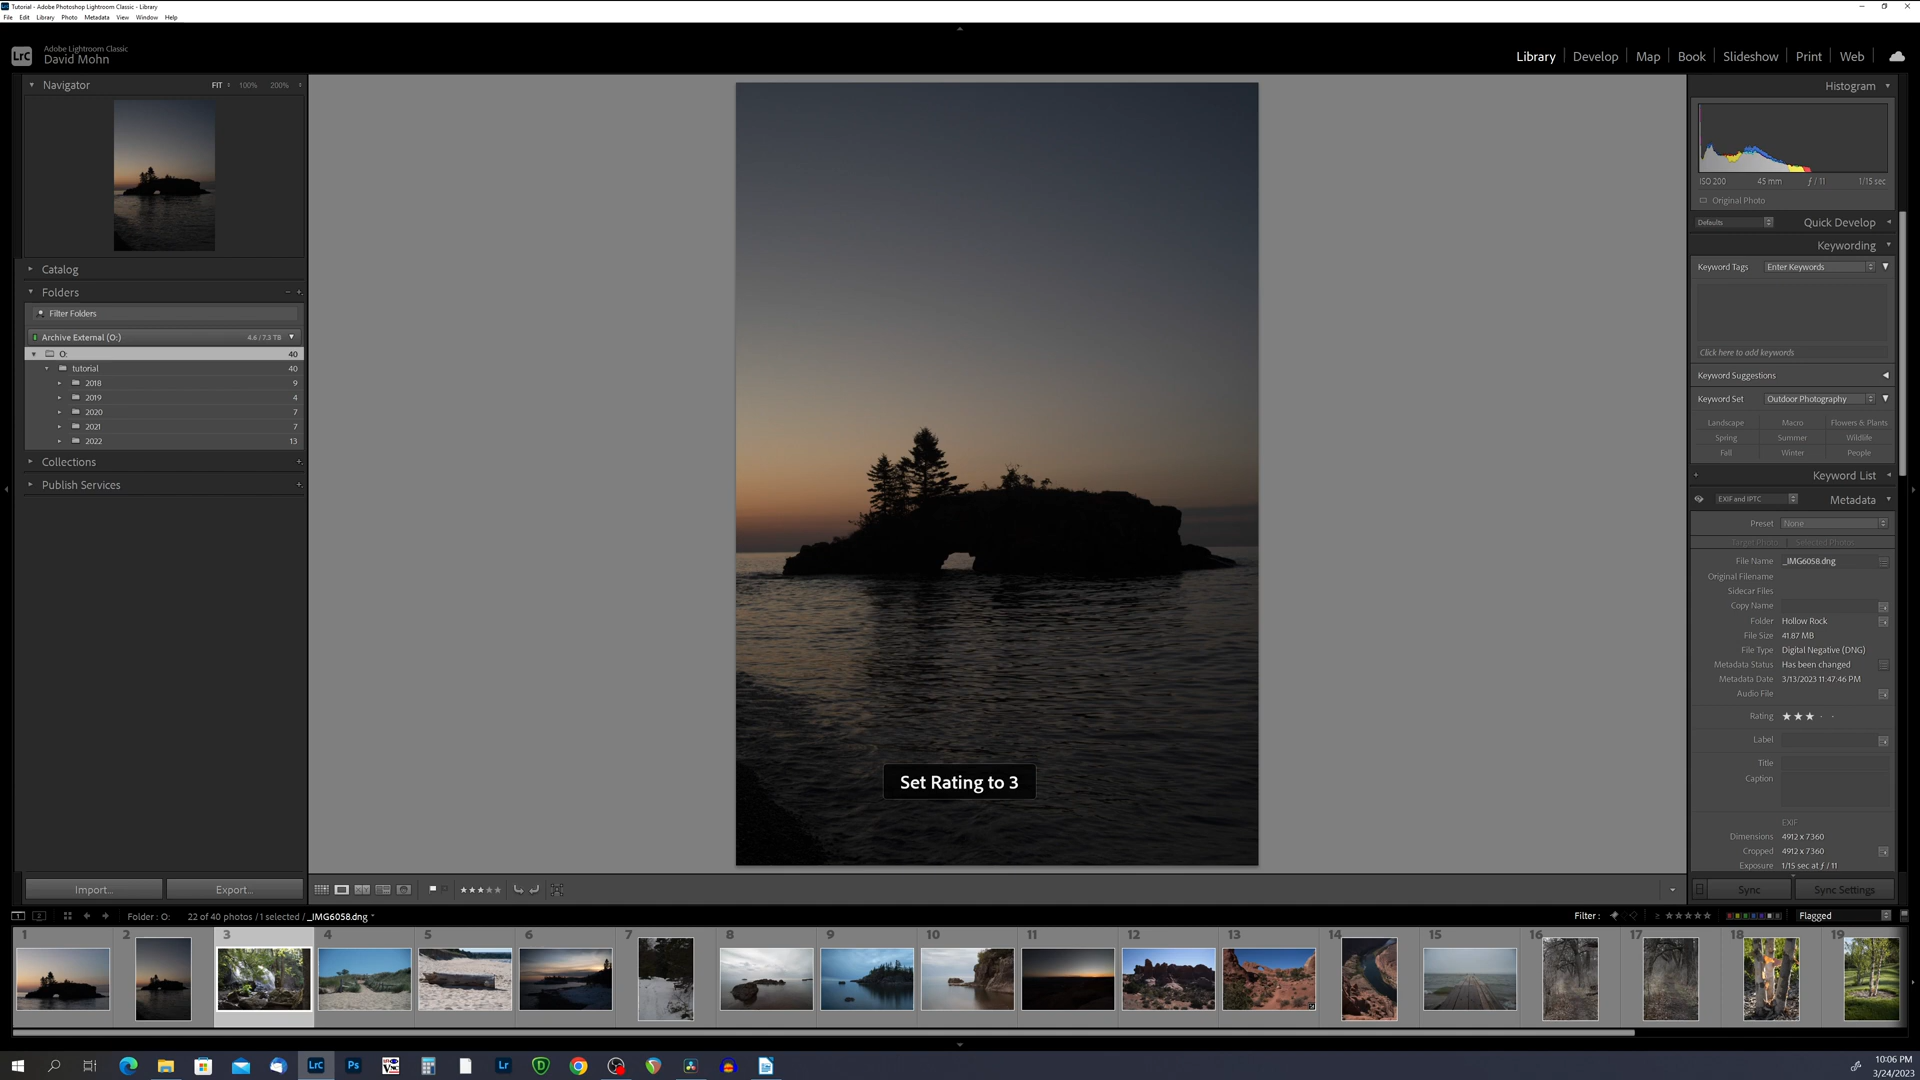 Tutorial - Adobe Photoshop Lightroom Classic - Library
File Edit Library Photo Metadata View Window Help
LrC
Adobe Lightroom Classic
David Mohn
Library Develop Map Book Slideshow Print Web
Navigator FIT 100% 200%
Catalog
Folders
Filter Folders
Archive External (O:) 4.6 / 7.3 TB
O: 40
tutorial 40
2018 9
2019 4
2020 7
2021 7
2022 13
Collections
Publish Services
Import... Export...
Set Rating to 3
Histogram
ISO 200 45 mm ƒ / 11 1/15 sec
Original Photo
Defaults Quick Develop
Keywording
Keyword Tags Enter Keywords
Click here to add keywords
Keyword Suggestions
Keyword Set Outdoor Photography
Landscape Macro Flowers & Plants
Spring Summer Wildlife
Fall Winter People
Keyword List
EXIF and IPTC Metadata
Preset None
Target Photo Selected Photos
File Name _IMG6058.dng
Original Filename
Sidecar Files
Copy Name
Folder Hollow Rock
File Size 41.87 MB
File Type Digital Negative (DNG)
Metadata Status Has been changed
Metadata Date 3/13/2023 11:47:46 PM
Audio File
Rating
Label
Title
Caption
EXIF
Dimensions 4912 x 7360
Cropped 4912 x 7360
Exposure 1/15 sec at ƒ / 11
Sync Sync Settings
1 2 Folder : O: 22 of 40 photos / 1 selected / _IMG6058.dng Filter : Flagged
1 2 3 4 5 6 7 8 9 10 11 12 13 14 15 16 17 18 19
LrC Ps Lr
10:06 PM
3/24/2023